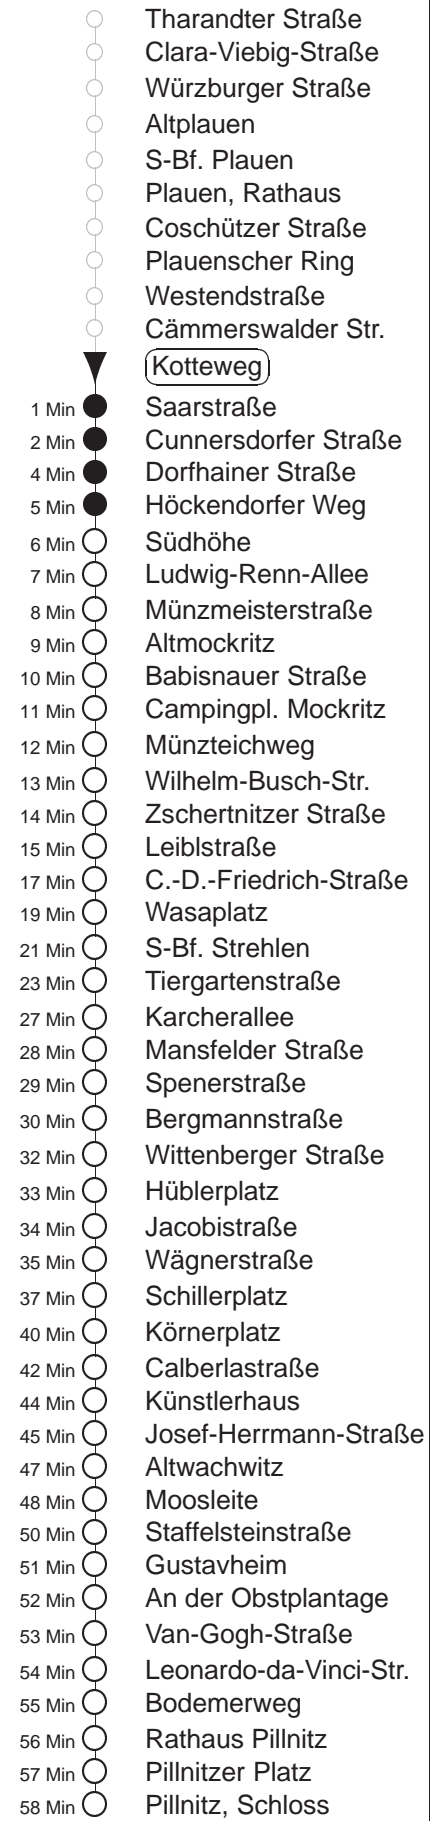 Tharandter Straße
Clara-Viebig-Straße
Würzburger Straße
Altplauen
S-Bf. Plauen
Plauen, Rathaus
Coschützer Straße
Plauenscher Ring
Westendstraße
Cämmerswalder Str.
Kotteweg
1 Min Saarstraße
2 Min Cunnersdorfer Straße
4 Min Dorfhainer Straße
5 Min Höckendorfer Weg
6 Min Südhöhe
7 Min Ludwig-Renn-Allee
8 Min Münzmeisterstraße
9 Min Altmockritz
10 Min Babisnauer Straße
11 Min Campingpl. Mockritz
12 Min Münzteichweg
13 Min Wilhelm-Busch-Str.
14 Min Zschertnitzer Straße
15 Min Leiblstraße
17 Min C.-D.-Friedrich-Straße
19 Min Wasaplatz
21 Min S-Bf. Strehlen
23 Min Tiergartenstraße
27 Min Karcherallee
28 Min Mansfelder Straße
29 Min Spenerstraße
30 Min Bergmannstraße
32 Min Wittenberger Straße
33 Min Hüblerplatz
34 Min Jacobistraße
35 Min Wägnerstraße
37 Min Schillerplatz
40 Min Körnerplatz
42 Min Calberlastraße
44 Min Künstlerhaus
45 Min Josef-Herrmann-Straße
47 Min Altwachwitz
48 Min Moosleite
50 Min Staffelsteinstraße
51 Min Gustavheim
52 Min An der Obstplantage
53 Min Van-Gogh-Straße
54 Min Leonardo-da-Vinci-Str.
55 Min Bodemerweg
56 Min Rathaus Pillnitz
57 Min Pillnitzer Platz
58 Min Pillnitz, Schloss